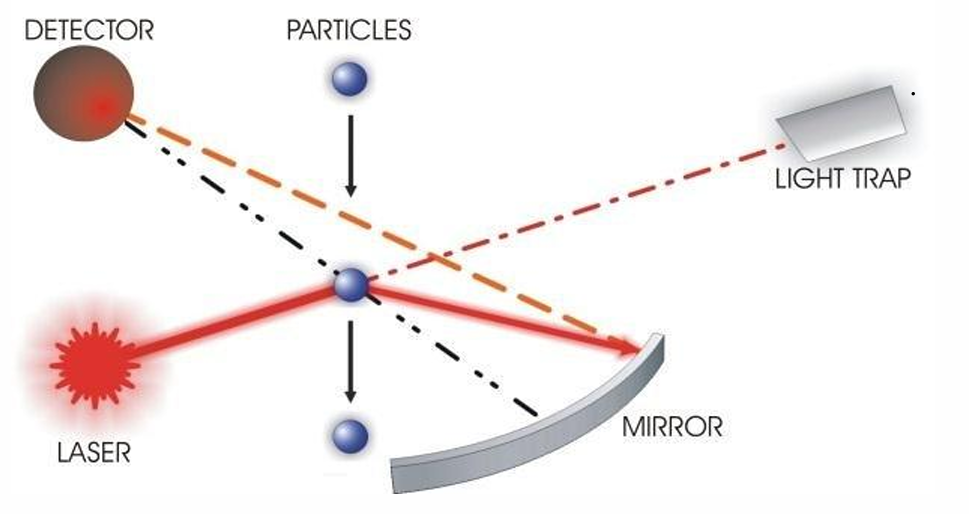 DETECTOR
PARTICLES
LIGHT TRAP
MIRROR
LASER